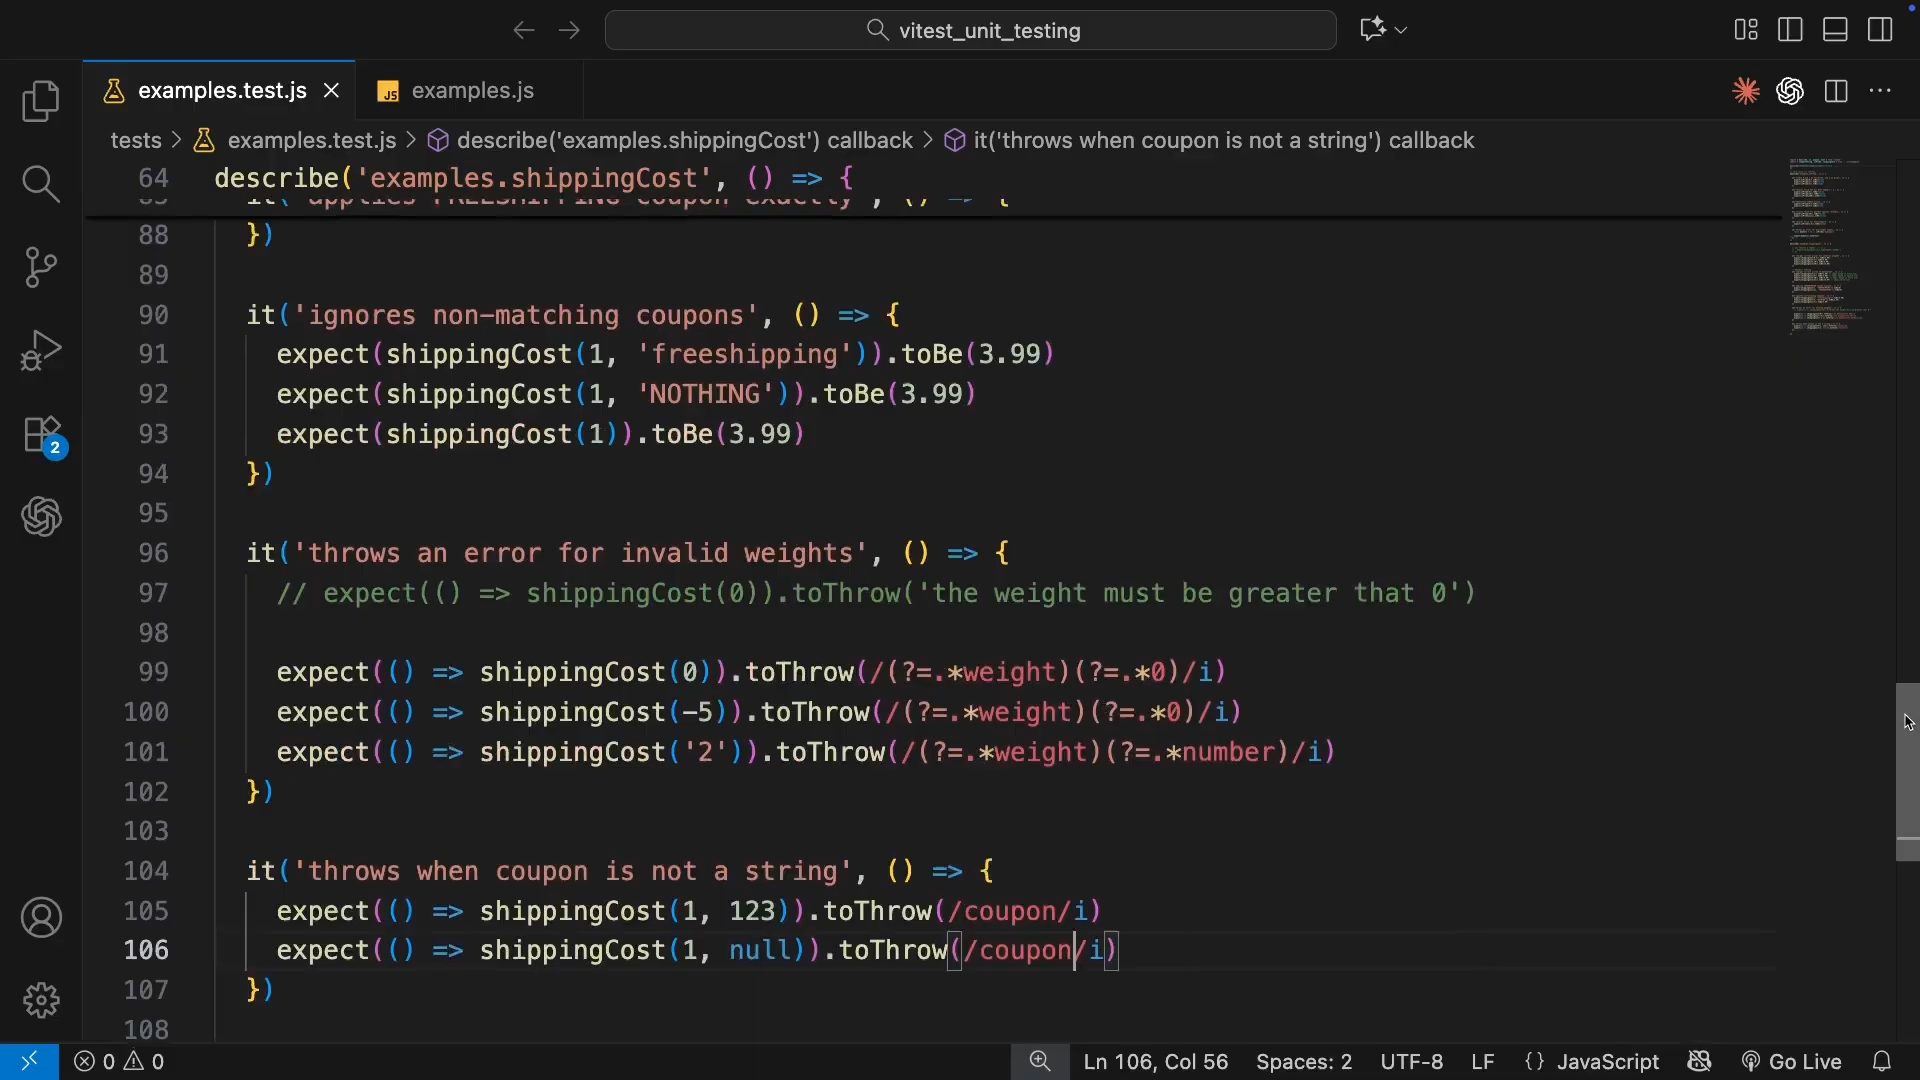 vitest_unit_testing
examples.test.js
JS examples.js
tests > examples.test.js > describe('examples.shippingCost') callback > it('throws when coupon is not a string') callback
64 describe('examples.shippingCost', () => {
it('applies FREESHIPPING coupon exactly', () => {
88 })
89
90 it('ignores non-matching coupons', () => {
91 expect(shippingCost(1, 'freeshipping')).toBe(3.99)
92 expect(shippingCost(1, 'NOTHING')).toBe(3.99)
93 expect(shippingCost(1)).toBe(3.99)
94 })
95
96 it('throws an error for invalid weights', () => {
97 // expect(() => shippingCost(0)).toThrow('the weight must be greater that 0')
98
99 expect(() => shippingCost(0)).toThrow(/(?=.*weight)(?=.*0)/i)
100 expect(() => shippingCost(-5)).toThrow(/(?=.*weight)(?=.*0)/i)
101 expect(() => shippingCost('2')).toThrow(/(?=.*weight)(?=.*number)/i)
102 })
103
104 it('throws when coupon is not a string', () => {
105 expect(() => shippingCost(1, 123)).toThrow(/coupon/i)
106 expect(() => shippingCost(1, null)).toThrow(/coupon/i)
107 })
108
2
0 0 Ln 106, Col 56 Spaces: 2 UTF-8 LF {} JavaScript Go Live